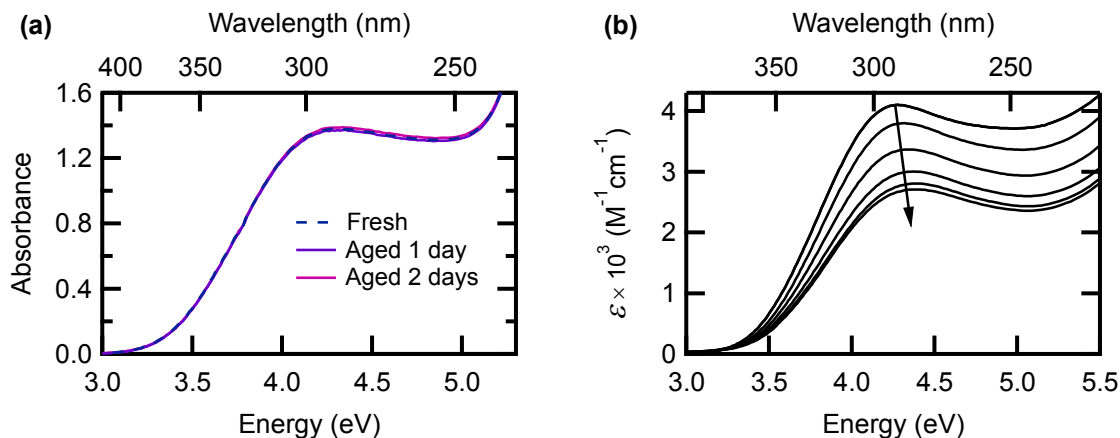 (a)
Wavelength (nm)
400 350 300 250
1.6
1.2
0.8
0.4
0.0
Absorbance
Fresh
Aged 1 day
Aged 2 days
3.0 3.5 4.0 4.5 5.0
Energy (eV)
(b)
Wavelength (nm)
350 300 250
4
3
2
1
0
ε × 10³ (M⁻¹cm⁻¹)
3.0 3.5 4.0 4.5 5.0 5.5
Energy (eV)